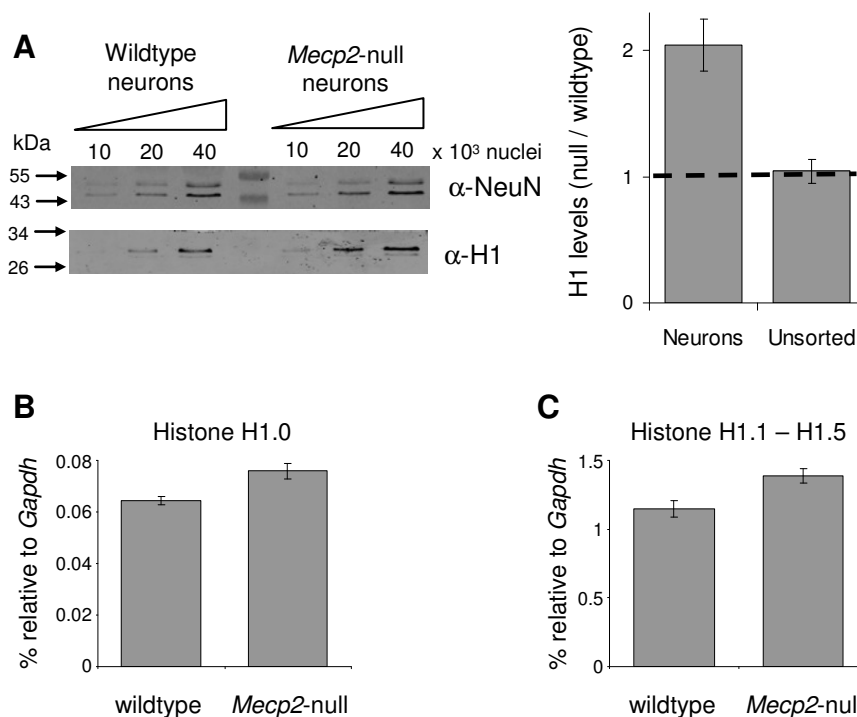 A
Wildtype
neurons
Mecp2-null
neurons
kDa
10 20 40 10 20 40 x 10³ nuclei
55
43
α-NeuN
34
26
α-H1
H1 levels (null / wildtype)
2
1
0
Neurons Unsorted
B
Histone H1.0
% relative to Gapdh
0.08
0.06
0.04
0.02
0
wildtype Mecp2-null
C
Histone H1.1 – H1.5
% relative to Gapdh
1.5
1
0.5
0
wildtype Mecp2-null